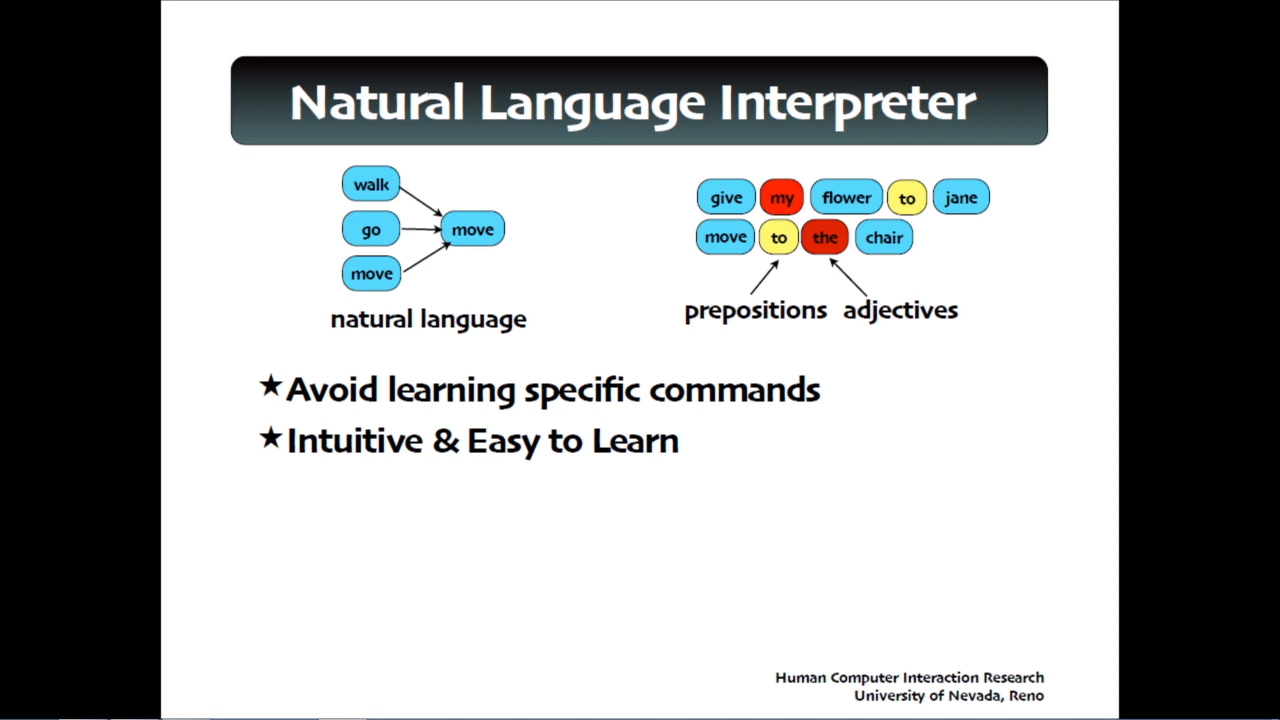 Natural Language Interpreter
walk
go
move
move
natural language
give my flower to jane
move to the chair
prepositions adjectives
★Avoid learning specific commands
★Intuitive & Easy to Learn
Human Computer Interaction Research
University of Nevada, Reno